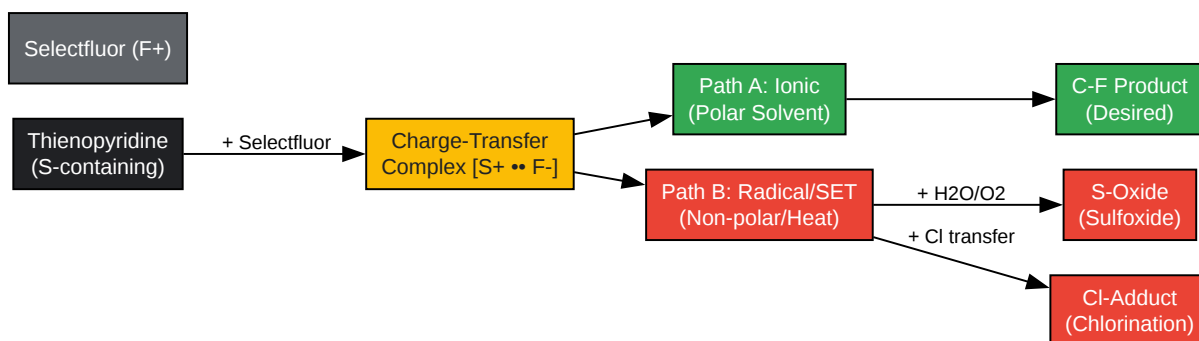 Selectfluor (F+)
Thienopyridine
(S-containing)
+ Selectfluor
Charge-Transfer
Complex [S+ •• F-]
Path A: Ionic
(Polar Solvent)
C-F Product
(Desired)
Path B: Radical/SET
(Non-polar/Heat)
+ H2O/O2
S-Oxide
(Sulfoxide)
+ Cl transfer
Cl-Adduct
(Chlorination)